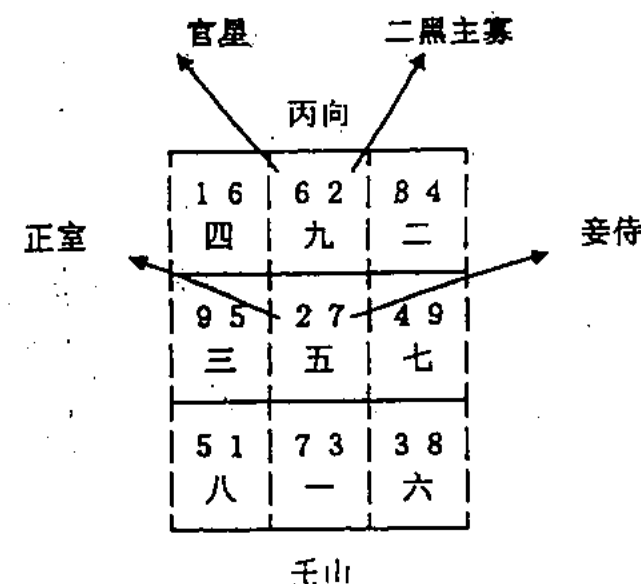 官星 二黑主寡
丙向
1 6 6 2 8 4
四 九 二
正室 妾侍
9 5 2 7 4 9
三 五 七
5 1 7 3 3 8
八 一 六
壬山